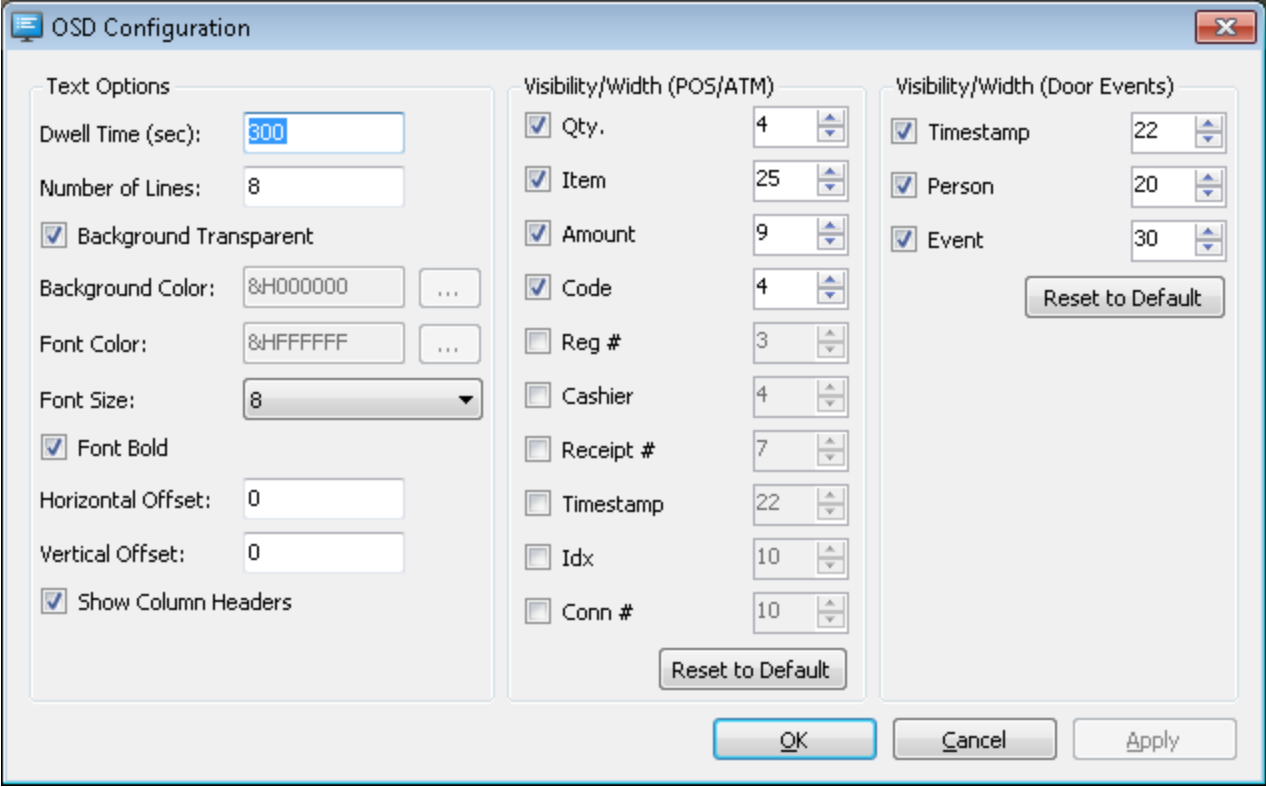 OSD Configuration
Text Options
Dwell Time (sec): 300
Number of Lines: 8
Background Transparent
Background Color: &H000000 ...
Font Color: &HFFFFFF ...
Font Size: 8
Font Bold
Horizontal Offset: 0
Vertical Offset: 0
Show Column Headers
Visibility/Width (POS/ATM)
Qty. 4
Item 25
Amount 9
Code 4
Reg # 3
Cashier 4
Receipt # 7
Timestamp 22
Idx 10
Conn # 10
Reset to Default
Visibility/Width (Door Events)
Timestamp 22
Person 20
Event 30
Reset to Default
OK Cancel Apply